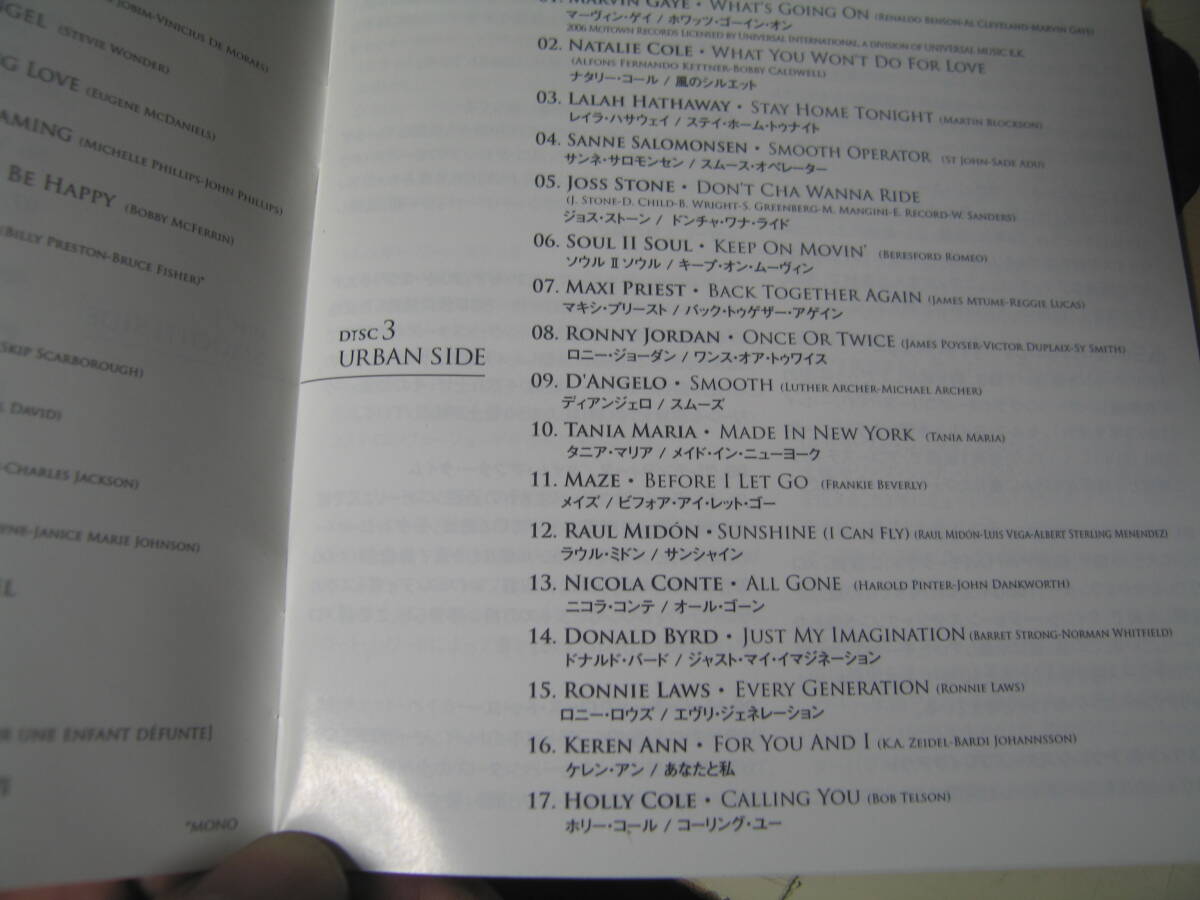 JOBIM-VINICIUS DE MORAES)
NGEL (STEVIE WONDER)
NG LOVE (EUGENE MCDANIELS)
AMING (MICHELLE PHILLIPS-JOHN PHILLIPS)
BE HAPPY (BOBBY MCFERRIN)
(BILLY PRESTON-BRUCE FISHER)*
SKIP SCARBOROUGH)
DAVID)
-CHARLES JACKSON)
YNE-JANICE MARIE JOHNSON)
EL
R UNE ENFANT DÉFUNTE]
*MONO
DTSC 3
URBAN SIDE
01. MARVIN GAYE • WHAT'S GOING ON (RENALDO BENSON-AL CLEVELAND-MARVIN GAYE)
マーヴィン・ゲイ / ホワッツ・ゴーイン・オン
2006 MOTOWN RECORDS LICENSED BY UNIVERSAL INTERNATIONAL, A DIVISION OF UNIVERSAL MUSIC K.K.
02. NATALIE COLE • WHAT YOU WON'T DO FOR LOVE
(ALFONS FERNANDO KETTNER-BOBBY CALDWELL)
ナタリー・コール / 風のシルエット
03. LALAH HATHAWAY • STAY HOME TONIGHT (MARTIN BLOCKSON)
レイラ・ハサウェイ / ステイ・ホーム・トゥナイト
04. SANNE SALOMONSEN • SMOOTH OPERATOR (ST JOHN-SADE ADU)
サンネ・サロモンセン / スムース・オペレーター
05. JOSS STONE • DON'T CHA WANNA RIDE
(J. STONE-D. CHILD-B. WRIGHT-S. GREENBERG-M. MANGINI-E. RECORD-W. SANDERS)
ジョス・ストーン / ドンチャ・ワナ・ライド
06. SOUL II SOUL • KEEP ON MOVIN' (BERESFORD ROMEO)
ソウル II ソウル / キープ・オン・ムーヴィン
07. MAXI PRIEST • BACK TOGETHER AGAIN (JAMES MTUME-REGGIE LUCAS)
マキシ・プリースト / バック・トゥゲザー・アゲイン
08. RONNY JORDAN • ONCE OR TWICE (JAMES POYSER-VICTOR DUPLAIX-SY SMITH)
ロニー・ジョーダン / ワンス・オア・トゥワイス
09. D'ANGELO • SMOOTH (LUTHER ARCHER-MICHAEL ARCHER)
ディアンジェロ / スムーズ
10. TANIA MARIA • MADE IN NEW YORK (TANIA MARIA)
タニア・マリア / メイド・イン・ニューヨーク
11. MAZE • BEFORE I LET GO (FRANKIE BEVERLY)
メイズ / ビフォア・アイ・レット・ゴー
12. RAUL MIDÓN • SUNSHINE (I CAN FLY) (RAUL MIDON-LUIS VEGA-ALBERT STERLING MENENDEZ)
ラウル・ミドン / サンシャイン
13. NICOLA CONTE • ALL GONE (HAROLD PINTER-JOHN DANKWORTH)
ニコラ・コンテ / オール・ゴーン
14. DONALD BYRD • JUST MY IMAGINATION (BARRET STRONG-NORMAN WHITFIELD)
ドナルド・バード / ジャスト・マイ・イマジネーション
15. RONNIE LAWS • EVERY GENERATION (RONNIE LAWS)
ロニー・ロウズ / エヴリ・ジェネレーション
16. KEREN ANN • FOR YOU AND I (K.A. ZEIDEL-BARDI JOHANNSSON)
ケレン・アン / あなたと私
17. HOLLY COLE • CALLING YOU (BOB TELSON)
ホリー・コール / コーリング・ユー